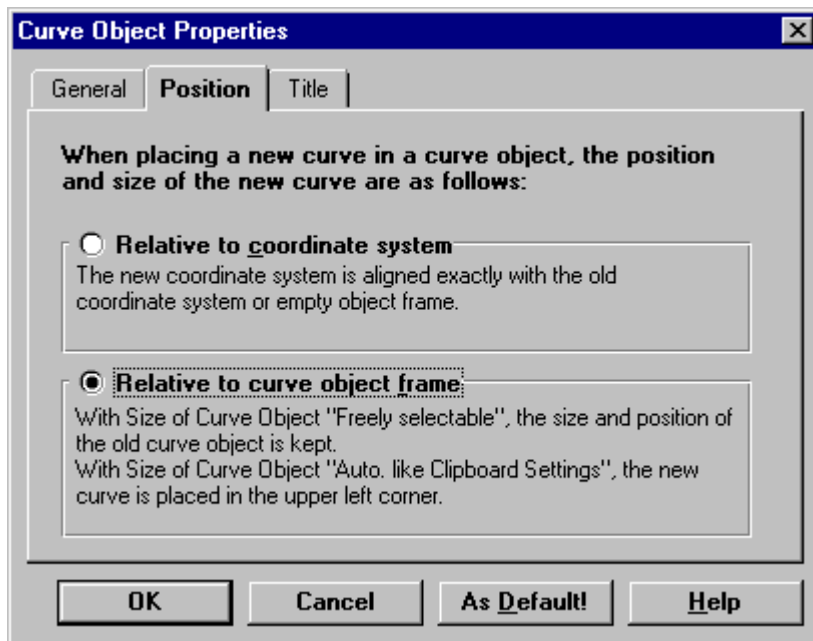 Curve Object Properties
General Position Title
When placing a new curve in a curve object, the position
and size of the new curve are as follows:
Relative to coordinate system
The new coordinate system is aligned exactly with the old
coordinate system or empty object frame.
Relative to curve object frame
With Size of Curve Object "Freely selectable", the size and position of
the old curve object is kept.
With Size of Curve Object "Auto. like Clipboard Settings", the new
curve is placed in the upper left corner.
OK Cancel As Default! Help